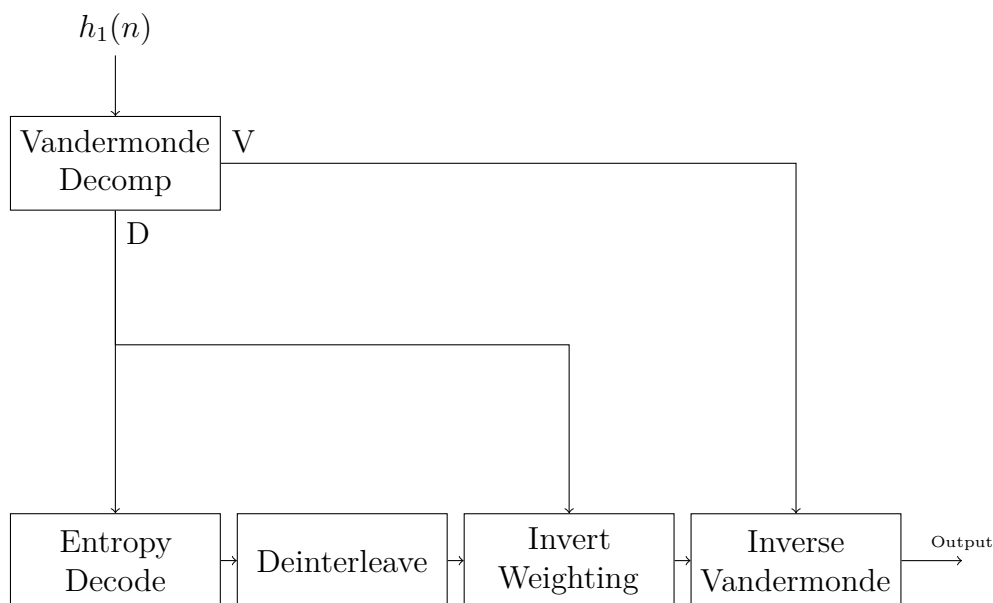 h₁(n)
Vandermonde
Decomp
V
D
Entropy
Decode
Deinterleave
Invert
Weighting
Inverse
Vandermonde
Output